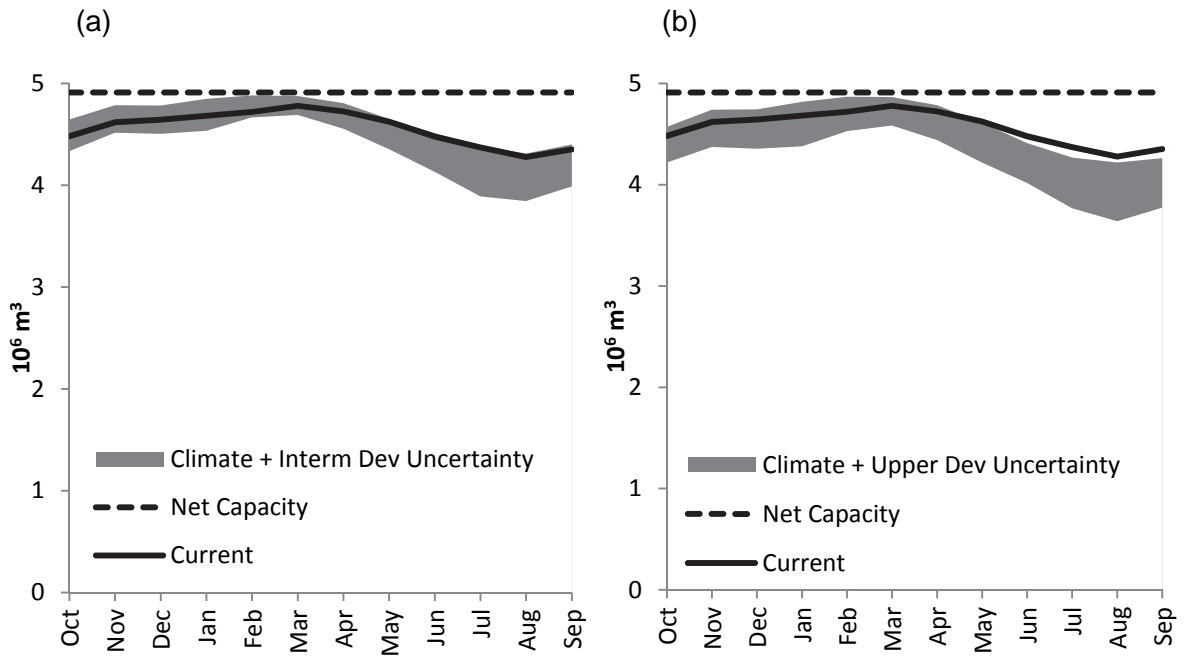 (a)
5
4
3
2
1
0
10⁶ m³
Climate + Interm Dev Uncertainty
Net Capacity
Current
Oct
Nov
Dec
Jan
Feb
Mar
Apr
May
Jun
Jul
Aug
Sep
(b)
5
4
3
2
1
0
10⁶ m³
Climate + Upper Dev Uncertainty
Net Capacity
Current
Oct
Nov
Dec
Jan
Feb
Mar
Apr
May
Jun
Jul
Aug
Sep